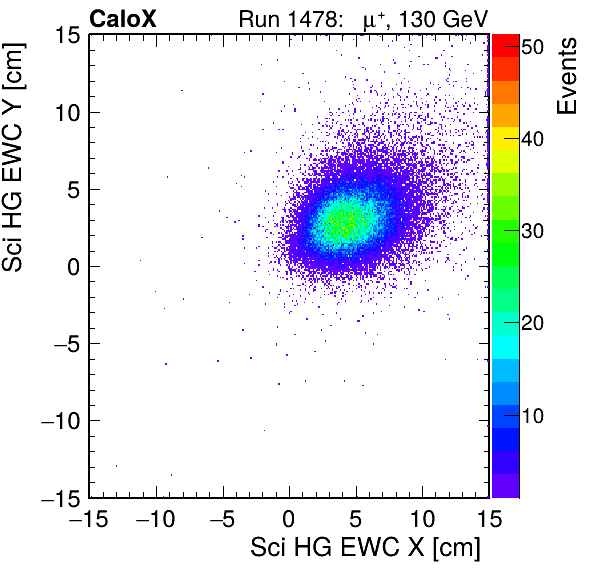 CaloX Run 1478: μ⁺, 130 GeV
Sci HG EWC Y [cm]
15
10
5
0
−5
−10
−15
−15 −10 −5 0 5 10 15
Sci HG EWC X [cm]
Events
50
40
30
20
10